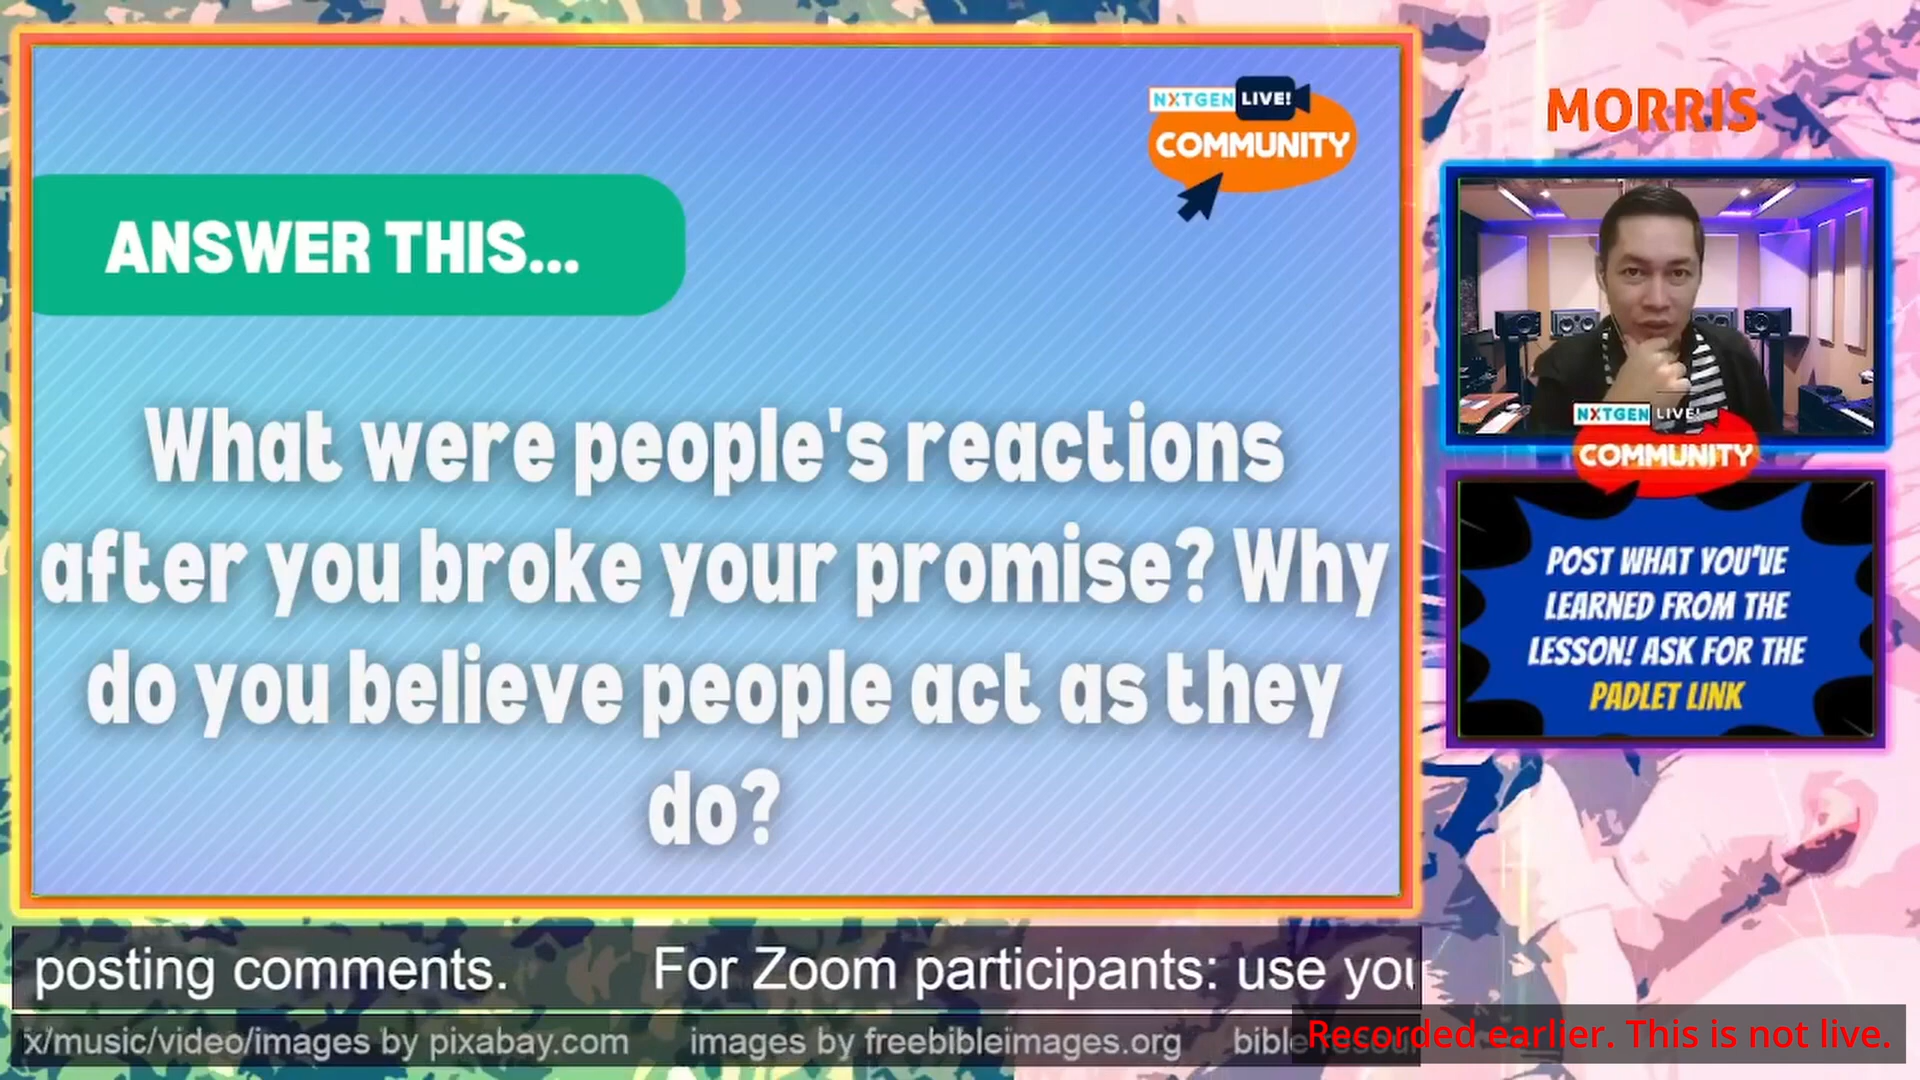 NXTGEN LIVE!
COMMUNITY
ANSWER THIS...
What were people's reactions
after you broke your promise? Why
do you believe people act as they
do?
MORRIS
NXTGEN LIVE!
COMMUNITY
POST WHAT YOU'VE
LEARNED FROM THE
LESSON! ASK FOR THE
PADLET LINK
posting comments. For Zoom participants: use you
x/music/video/images by pixabay.com images by freebibleimages.org bible
Recorded earlier. This is not live.